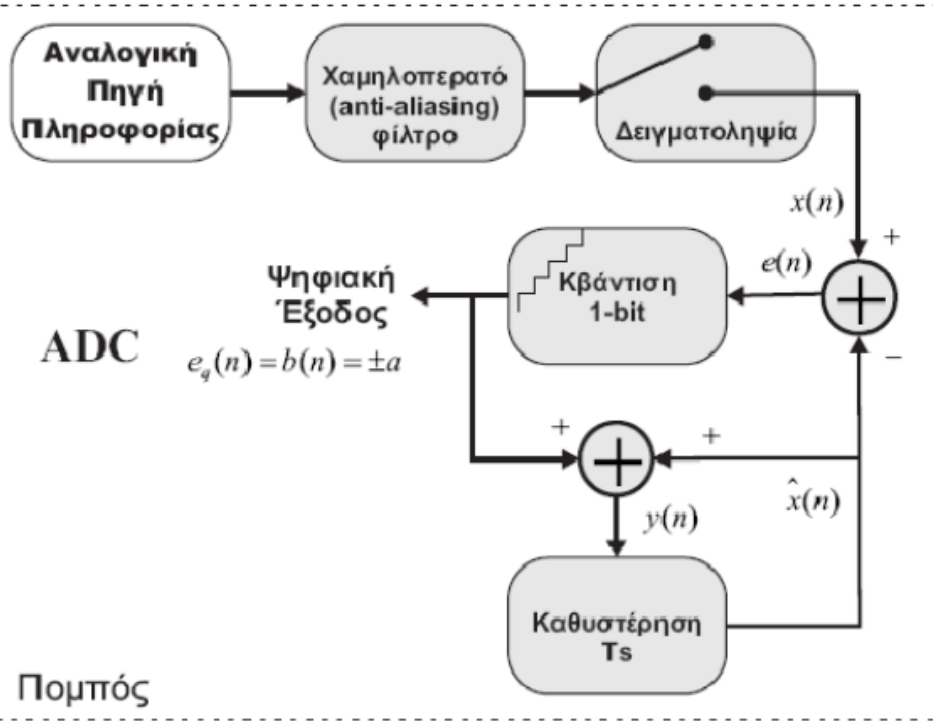 Αναλογική
Πηγή
Πληροφορίας
Χαμηλοπερατό
(anti-aliasing)
φίλτρο
Δειγματοληψία
x(n)
+
e(n)
Κβάντιση
1-bit
Ψηφιακή
Έξοδος
ADC
e_q(n) = b(n) = ±a
−
+
+
x̂(n)
y(n)
Καθυστέρηση
Ts
Πομπός